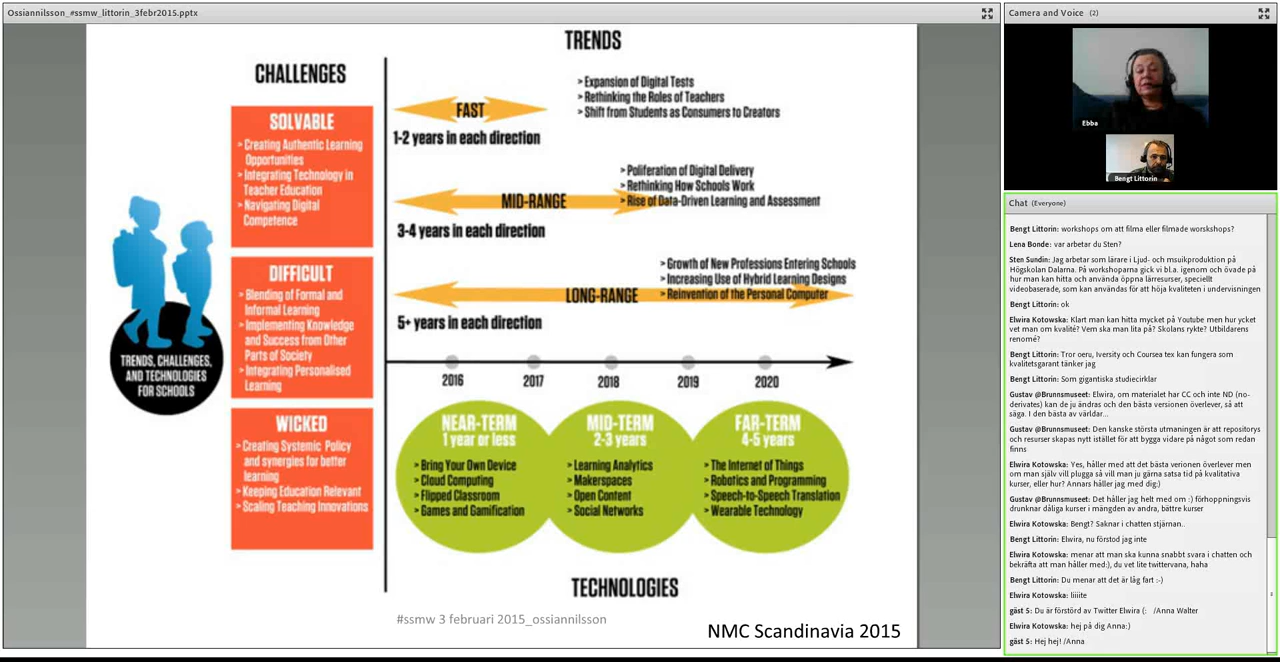 Ossiannilsson_#ssmw_littorin_3febr2015.pptx
TRENDS
CHALLENGES
SOLVABLE
> Creating Authentic Learning
Opportunities
> Integrating Technology in
Teacher Education
> Navigating Digital
Competence
DIFFICULT
> Blending of Formal and
Informal Learning
> Implementing Knowledge
and Success from Other
Parts of Society
> Integrating Personalised
Learning
WICKED
> Creating Systemic Policy
and synergies for better
learning
> Keeping Education Relevant
> Scaling Teaching Innovations
TRENDS, CHALLENGES,
AND TECHNOLOGIES
FOR SCHOOLS
FAST
1-2 years in each direction
> Expansion of Digital Tests
> Rethinking the Roles of Teachers
> Shift from Students as Consumers to Creators
MID-RANGE
3-4 years in each direction
> Poliferation of Digital Delivery
> Rethinking How Schools Work
> Rise of Data-Driven Learning and Assessment
LONG-RANGE
5+ years in each direction
> Growth of New Professions Entering Schools
> Increasing Use of Hybrid Learning Designs
> Reinvention of the Personal Computer
2016 2017 2018 2019 2020
NEAR-TERM
1 year or less
> Bring Your Own Device
> Cloud Computing
> Flipped Classroom
> Games and Gamification
MID-TERM
2-3 years
> Learning Analytics
> Makerspaces
> Open Content
> Social Networks
FAR-TERM
4-5 years
> The Internet of Things
> Robotics and Programming
> Speech-to-Speech Translation
> Wearable Technology
TECHNOLOGIES
#ssmw 3 februari 2015_ossiannilsson
NMC Scandinavia 2015
Camera and Voice (2)
Ebba
Bengt Littorin
Chat (Everyone)
Bengt Littorin: workshops om att filma eller filmade worskshops?
Lena Bonde: var arbetar du Sten?
Sten Sundin: Jag arbetar som lärare i Ljud- och msuikproduktion på
Högskolan Dalarna. På workshoparna gick vi bl.a. igenom och övade på
hur man kan hitta och använda öppna lärresurser, speciellt
videobaserade, som kan användas för att höja kvaliteten i undervisningen
Bengt Littorin: ok
Elwira Kotowska: Klart man kan hitta mycket på Youtube men hur ycket
vet man om kvalité? Vem ska man lita på? Skolans rykte? Utbildarens
renomé?
Bengt Littorin: Tror oeru, Iversity och Coursea tex kan fungera som
kvalitetsgarant tänker jag
Bengt Littorin: Som gigantiska studiecirklar
Gustav @Brunnsmuseet: Elwira, om materialet har CC och inte ND (no-
derivates) kan de ju ändras och den bästa versionen överlever, så att
säga. I den bästa av världar...
Gustav @Brunnsmuseet: Den kanske största utmaningen är att repositorys
och resurser skapas nytt istället för att bygga vidare på något som redan
finns
Elwira Kotowska: Yes, håller med att det bästa verionen överlever men
om man själv vill plugga så vill man ju gärna satsa tid på kvalitativa
kurser, eller hur? Annars håller jag med dig:)
Gustav @Brunnsmuseet: Det håller jag helt med om :) förhoppningsvis
drunknar dåliga kurser i mängden av andra, bättre kurser
Elwira Kotowska: Bengt? Saknar i chatten stjärnan..
Bengt Littorin: Elwira, nu förstod jag inte
Elwira Kotowska: menar att man ska kunna snabbt svara i chatten och
bekräfta att man håller med:), du vet lite twittervana, haha
Bengt Littorin: Du menar att det är låg fart :-)
Elwira Kotowska: liiiite
gäst 5: Du är förstörd av Twitter Elwira (: /Anna Walter
Elwira Kotowska: hej på dig Anna:)
gäst 5: Hej hej! /Anna